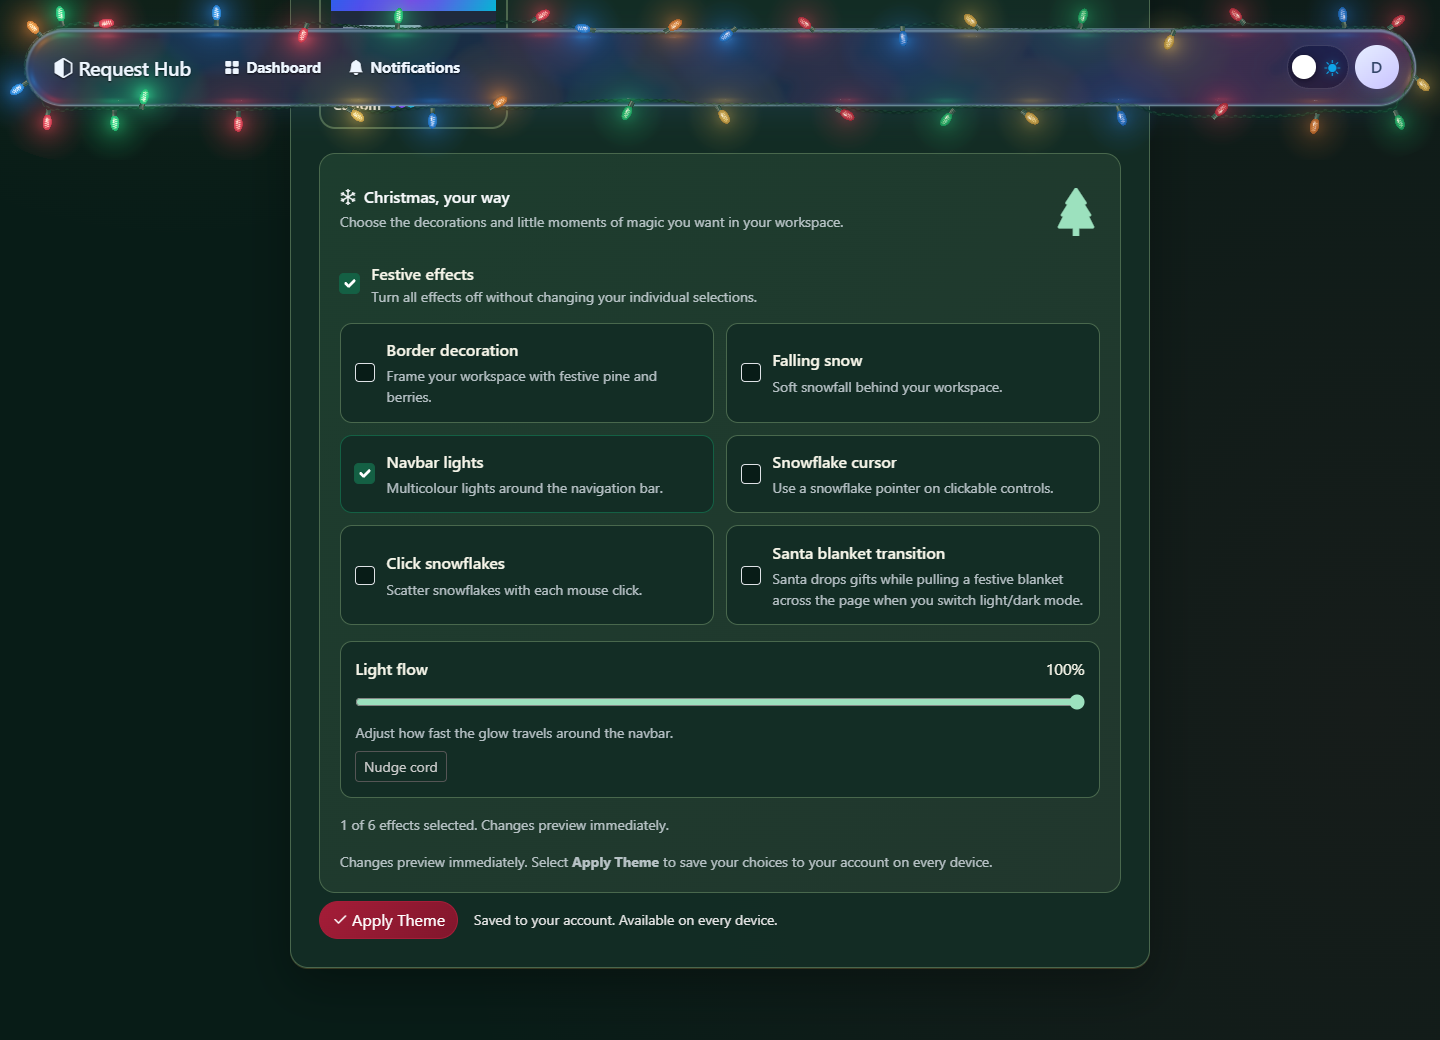 Request Hub
Dashboard
Notifications
D
Christmas, your way
Choose the decorations and little moments of magic you want in your workspace.
Festive effects
Turn all effects off without changing your individual selections.
Border decoration
Frame your workspace with festive pine and
berries.
Falling snow
Soft snowfall behind your workspace.
Navbar lights
Multicolour lights around the navigation bar.
Snowflake cursor
Use a snowflake pointer on clickable controls.
Click snowflakes
Scatter snowflakes with each mouse click.
Santa blanket transition
Santa drops gifts while pulling a festive blanket
across the page when you switch light/dark mode.
Light flow
100%
Adjust how fast the glow travels around the navbar.
Nudge cord
1 of 6 effects selected. Changes preview immediately.
Changes preview immediately. Select Apply Theme to save your choices to your account on every device.
Apply Theme
Saved to your account. Available on every device.